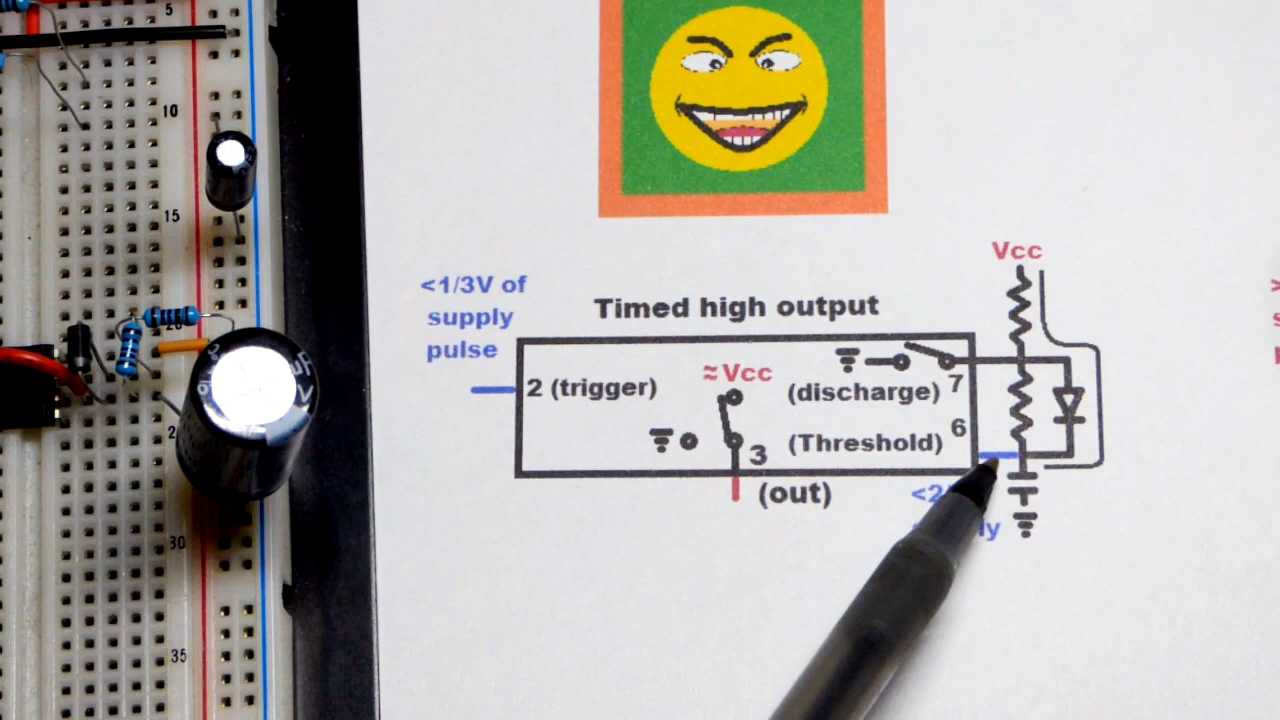 5
10
15
30
35
Vcc
<1/3V of
supply
pulse
Timed high output
2 (trigger)
≈Vcc
(discharge)
7
(Threshold)
6
3
(out)